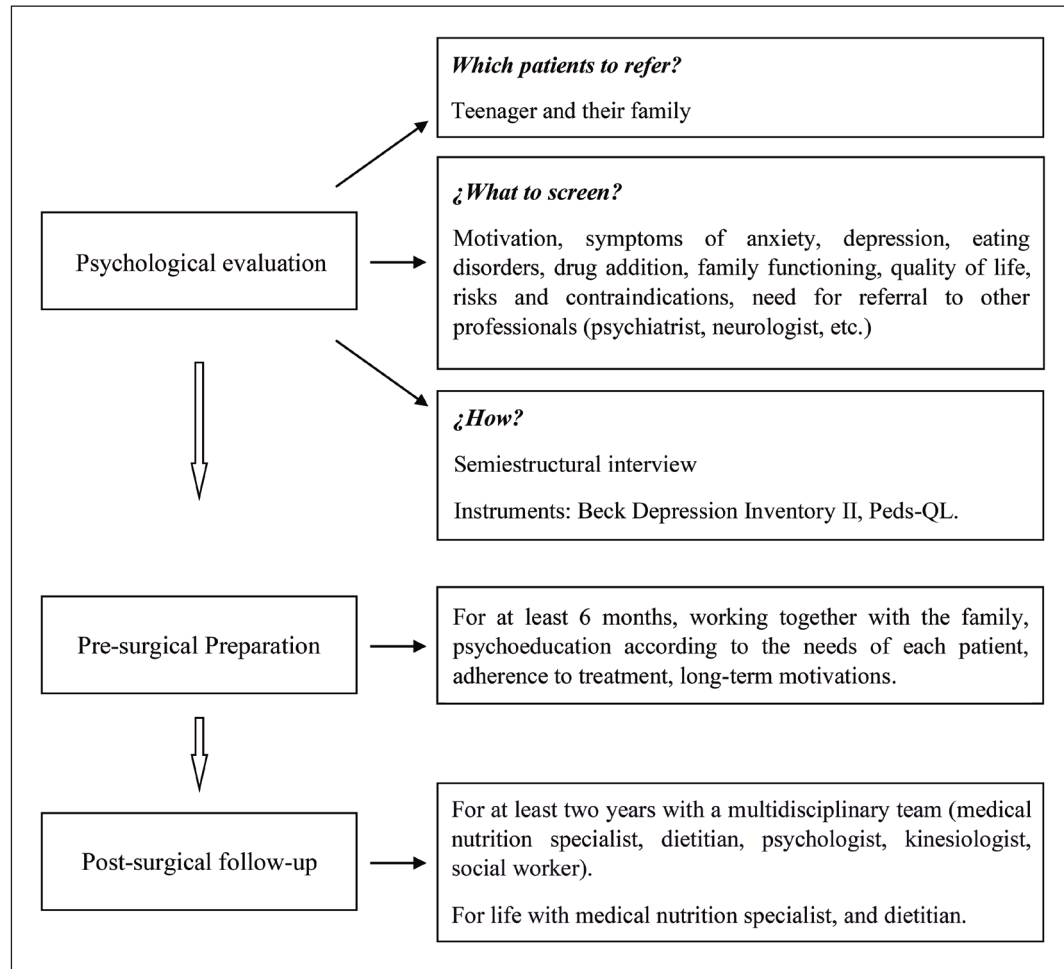 Which patients to refer?
Teenager and their family
Psychological evaluation
¿What to screen?
Motivation, symptoms of anxiety, depression, eating
disorders, drug addition, family functioning, quality of life,
risks and contraindications, need for referral to other
professionals (psychiatrist, neurologist, etc.)
¿How?
Semiestructural interview
Instruments: Beck Depression Inventory II, Peds-QL.
Pre-surgical Preparation
For at least 6 months, working together with the family,
psychoeducation according to the needs of each patient,
adherence to treatment, long-term motivations.
Post-surgical follow-up
For at least two years with a multidisciplinary team (medical
nutrition specialist, dietitian, psychologist, kinesiologist,
social worker).
For life with medical nutrition specialist, and dietitian.